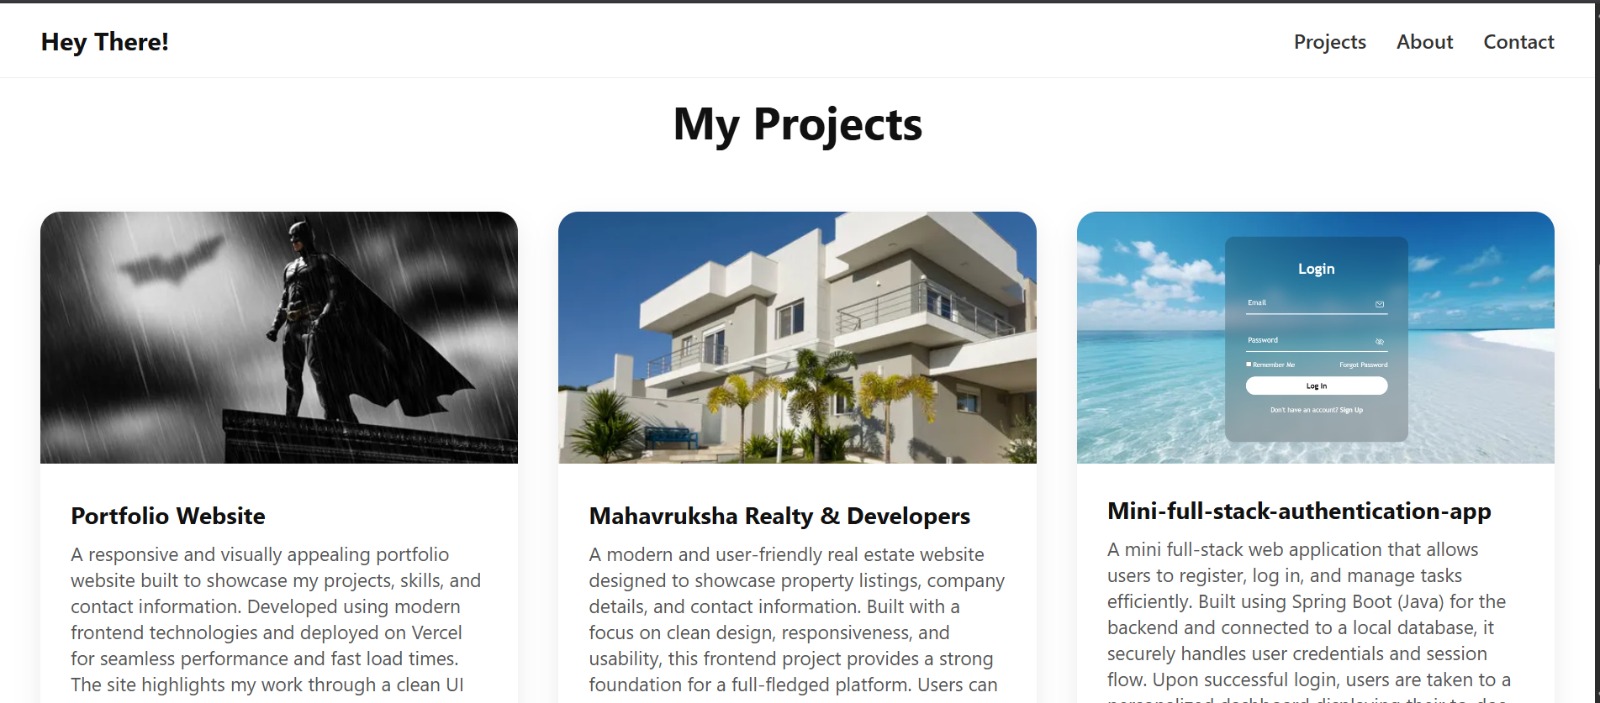 Hey There!
Projects About Contact
My Projects
Portfolio Website
A responsive and visually appealing portfolio
website built to showcase my projects, skills, and
contact information. Developed using modern
frontend technologies and deployed on Vercel
for seamless performance and fast load times.
The site highlights my work through a clean UI
Mahavruksha Realty & Developers
A modern and user-friendly real estate website
designed to showcase property listings, company
details, and contact information. Built with a
focus on clean design, responsiveness, and
usability, this frontend project provides a strong
foundation for a full-fledged platform. Users can
Login
Email
Password
Remember Me Forgot Password
Log In
Don't have an account? Sign Up
Mini-full-stack-authentication-app
A mini full-stack web application that allows
users to register, log in, and manage tasks
efficiently. Built using Spring Boot (Java) for the
backend and connected to a local database, it
securely handles user credentials and session
flow. Upon successful login, users are taken to a